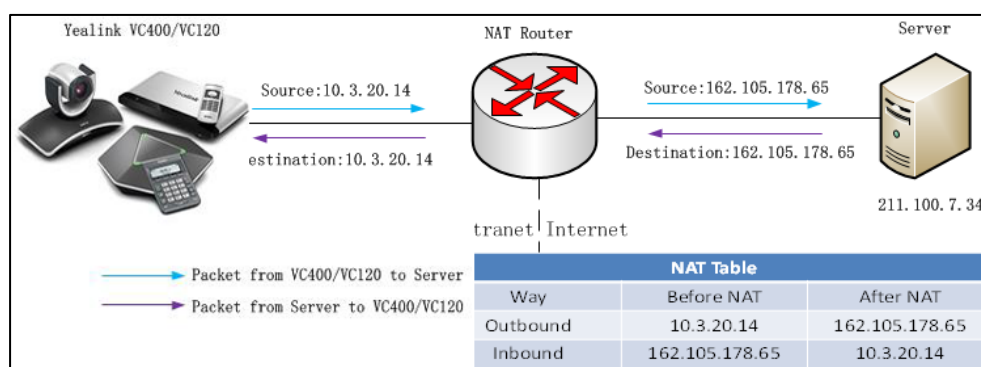 Yealink VC400/VC120
NAT Router
Server
Source:10.3.20.14
Source:162.105.178.65
estination:10.3.20.14
Destination:162.105.178.65
211.100.7.34
tranet Internet
Packet from VC400/VC120 to Server
Packet from Server to VC400/VC120
NAT Table
Way Before NAT After NAT
Outbound 10.3.20.14 162.105.178.65
Inbound 162.105.178.65 10.3.20.14